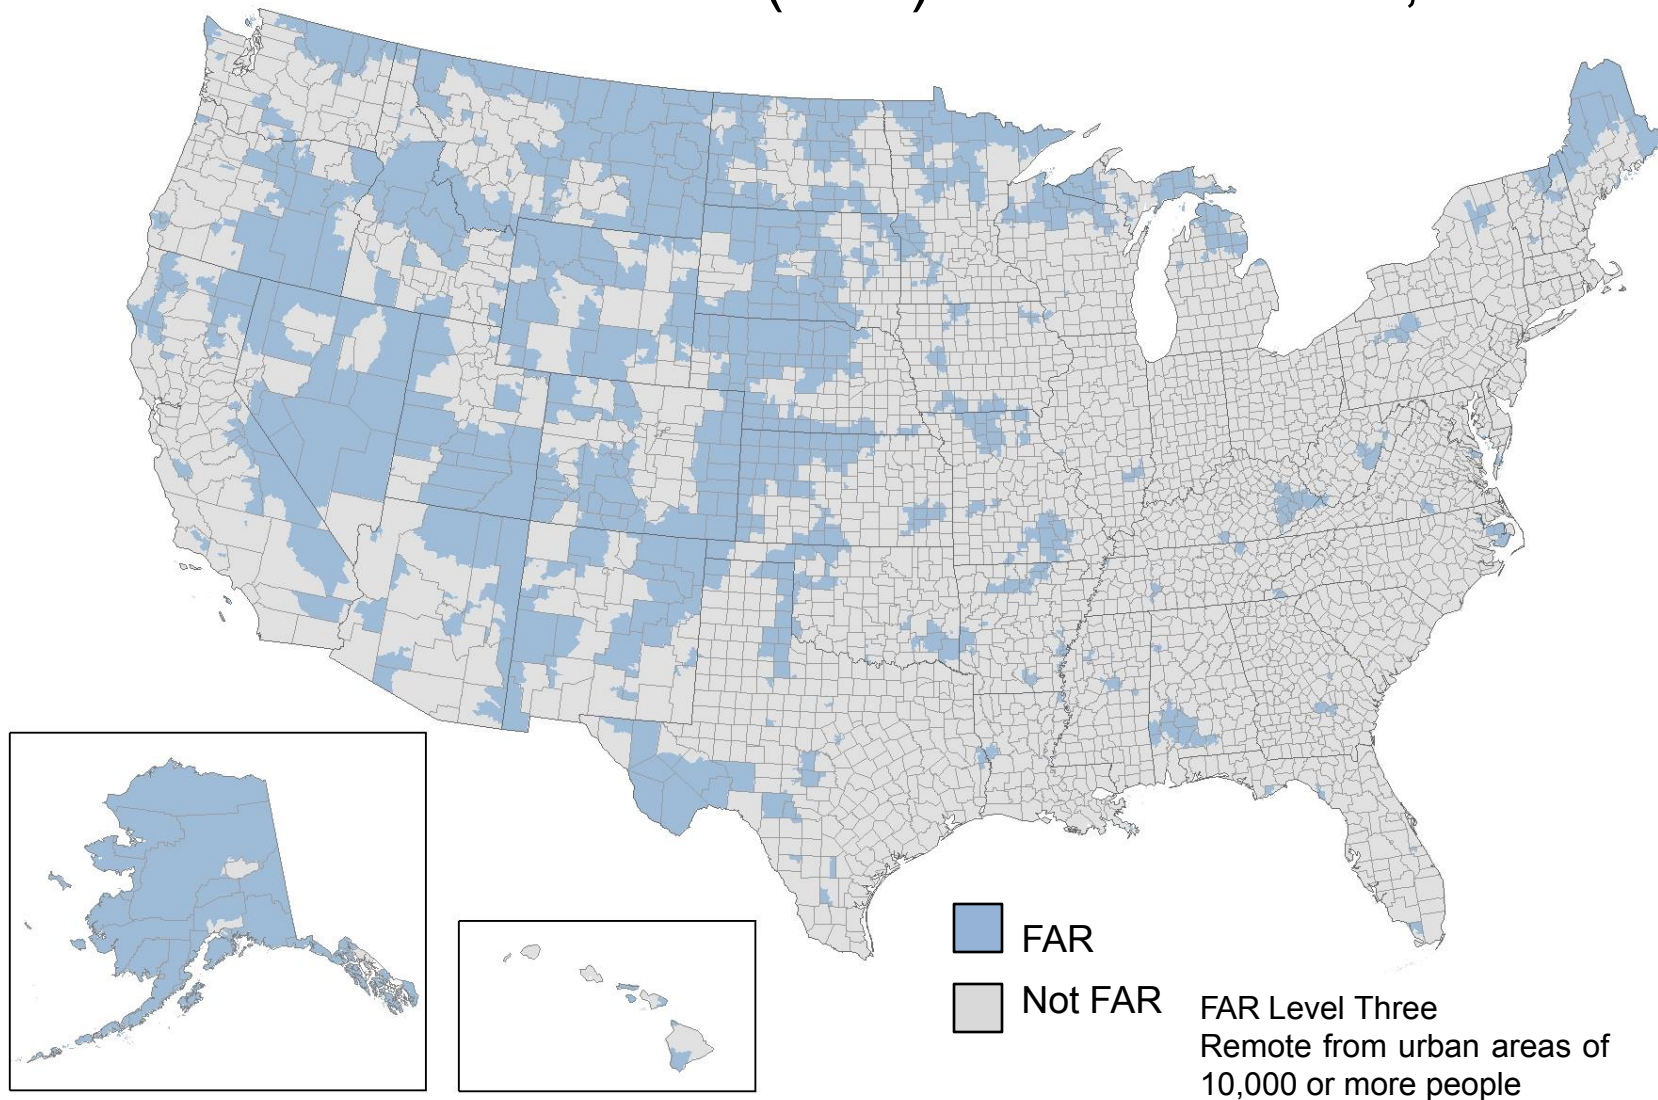 FAR
Not FAR
FAR Level Three
Remote from urban areas of
10,000 or more people